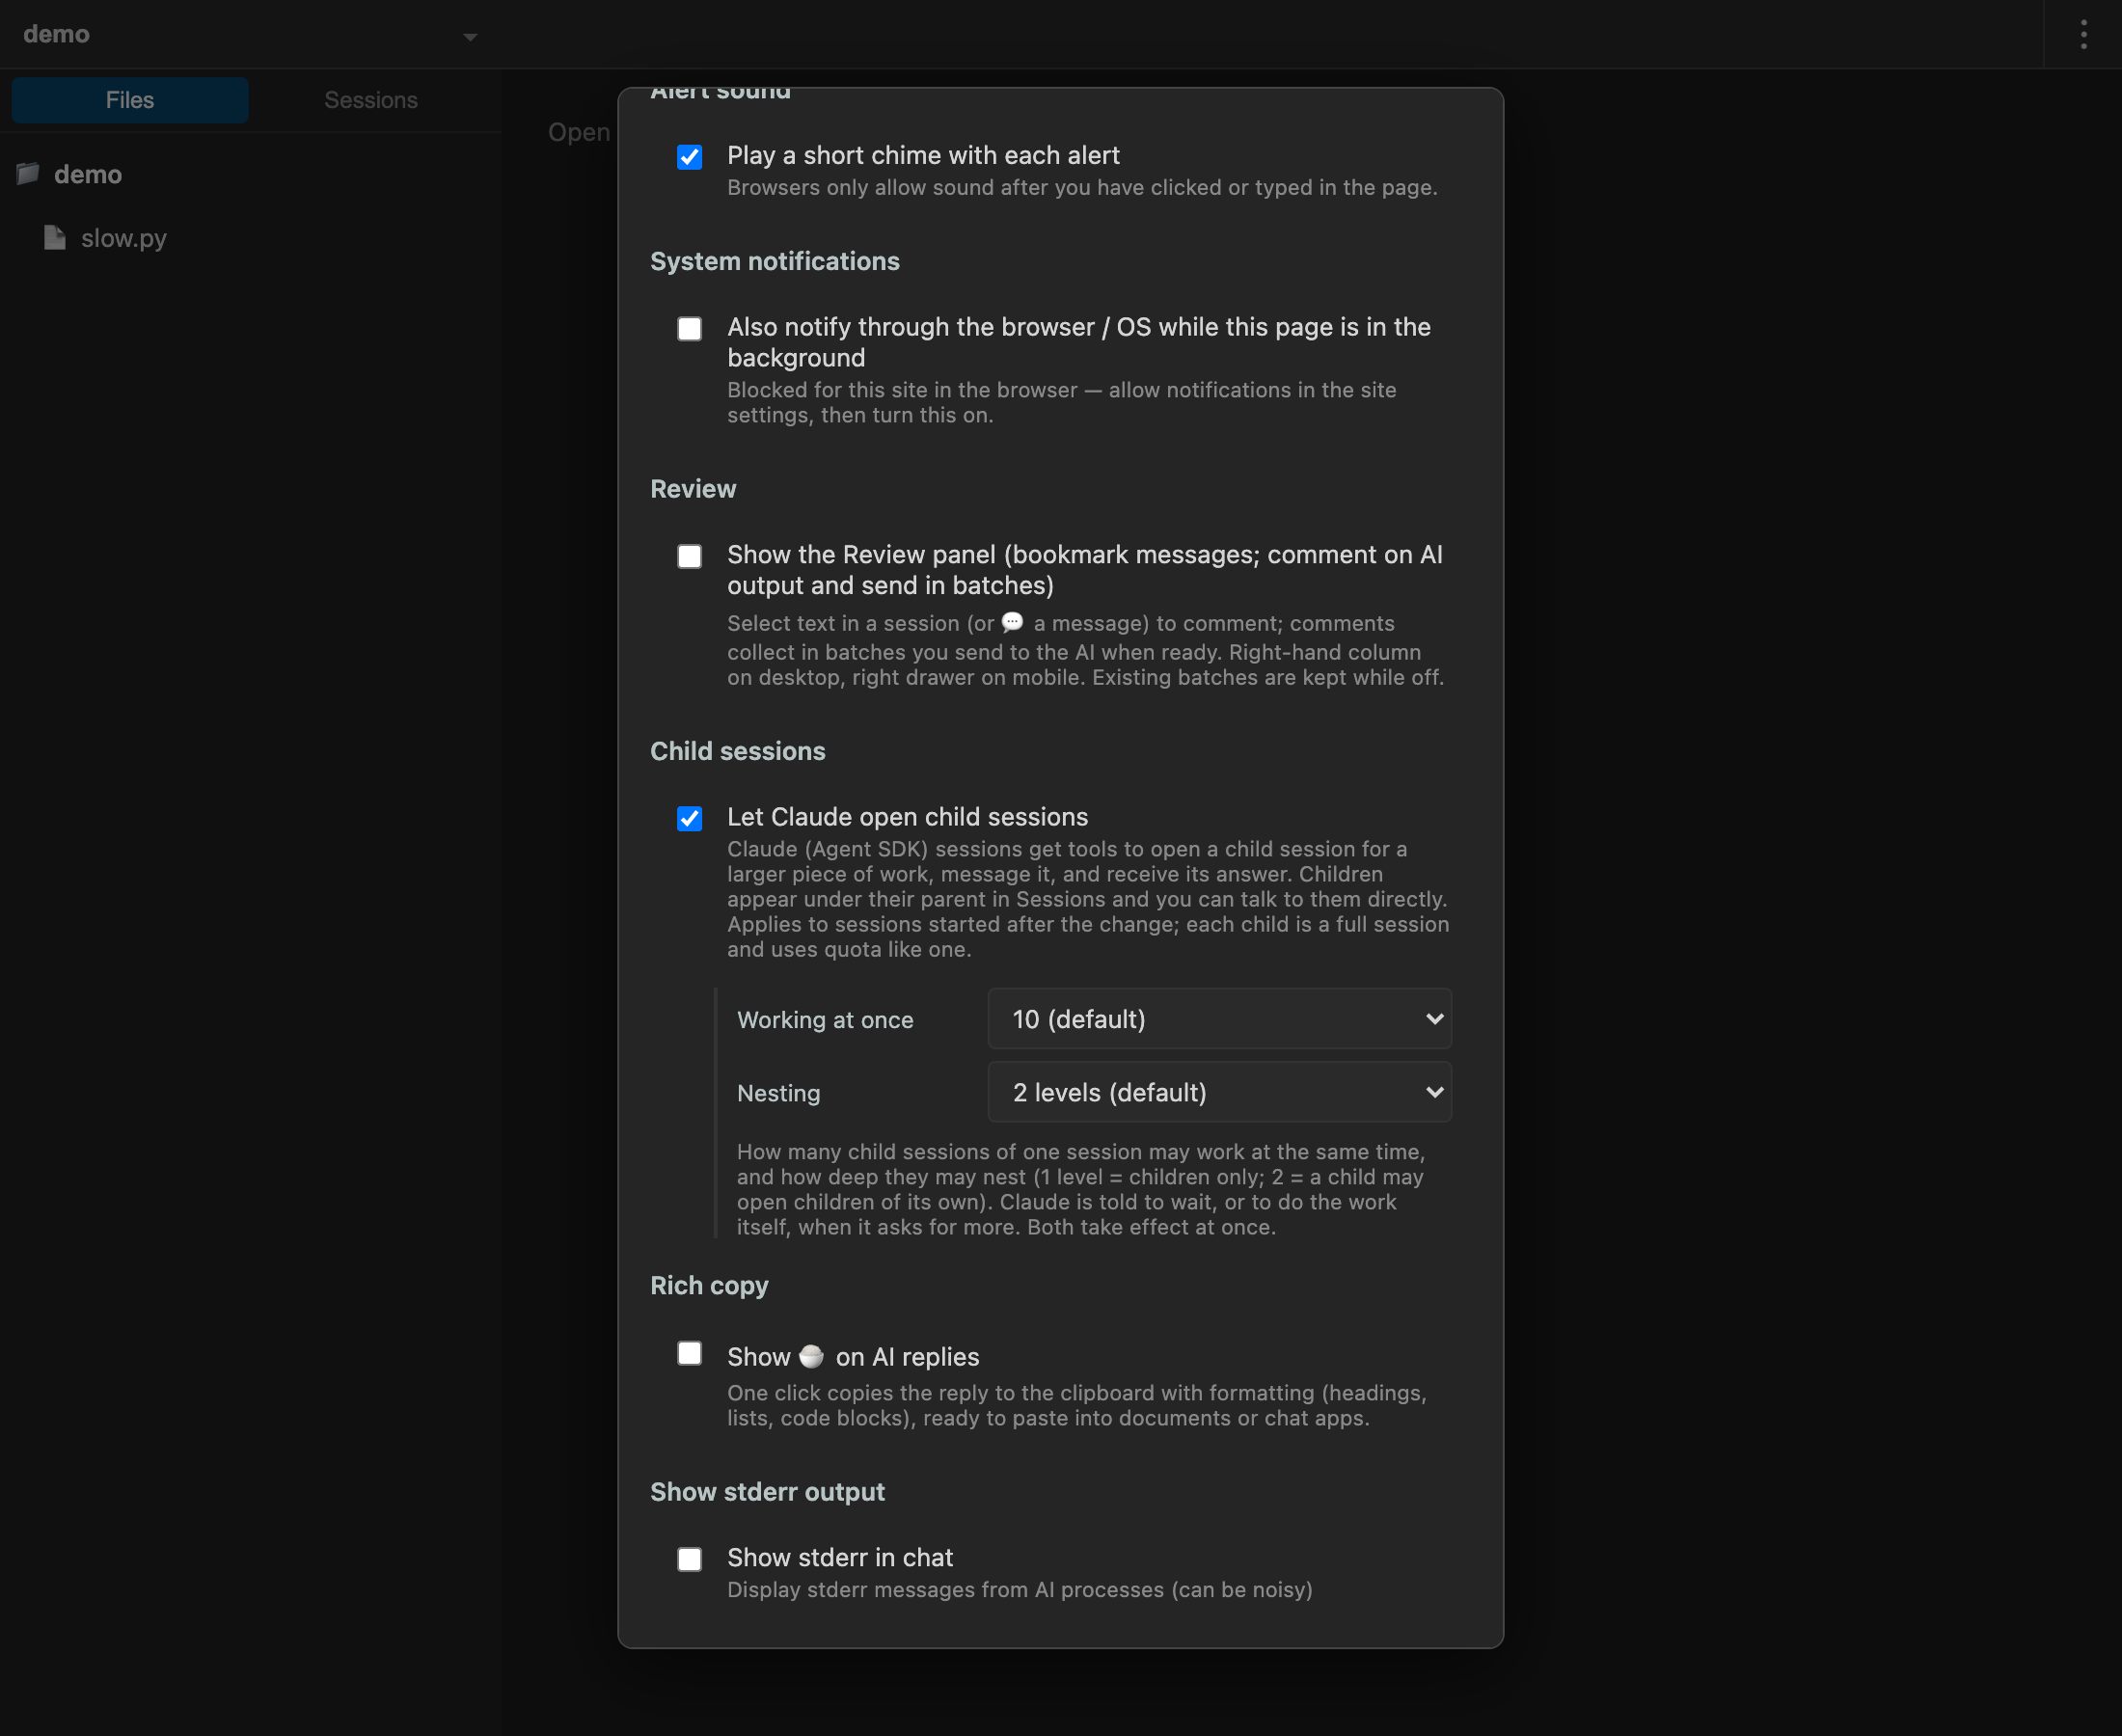 demo
Files
Sessions
demo
slow.py
Open
Alert sound
Play a short chime with each alert
Browsers only allow sound after you have clicked or typed in the page.
System notifications
Also notify through the browser / OS while this page is in the
background
Blocked for this site in the browser — allow notifications in the site
settings, then turn this on.
Review
Show the Review panel (bookmark messages; comment on AI
output and send in batches)
Select text in a session (or 💬 a message) to comment; comments
collect in batches you send to the AI when ready. Right-hand column
on desktop, right drawer on mobile. Existing batches are kept while off.
Child sessions
Let Claude open child sessions
Claude (Agent SDK) sessions get tools to open a child session for a
larger piece of work, message it, and receive its answer. Children
appear under their parent in Sessions and you can talk to them directly.
Applies to sessions started after the change; each child is a full session
and uses quota like one.
Working at once
10 (default)
Nesting
2 levels (default)
How many child sessions of one session may work at the same time,
and how deep they may nest (1 level = children only; 2 = a child may
open children of its own). Claude is told to wait, or to do the work
itself, when it asks for more. Both take effect at once.
Rich copy
Show 🍚 on AI replies
One click copies the reply to the clipboard with formatting (headings,
lists, code blocks), ready to paste into documents or chat apps.
Show stderr output
Show stderr in chat
Display stderr messages from AI processes (can be noisy)